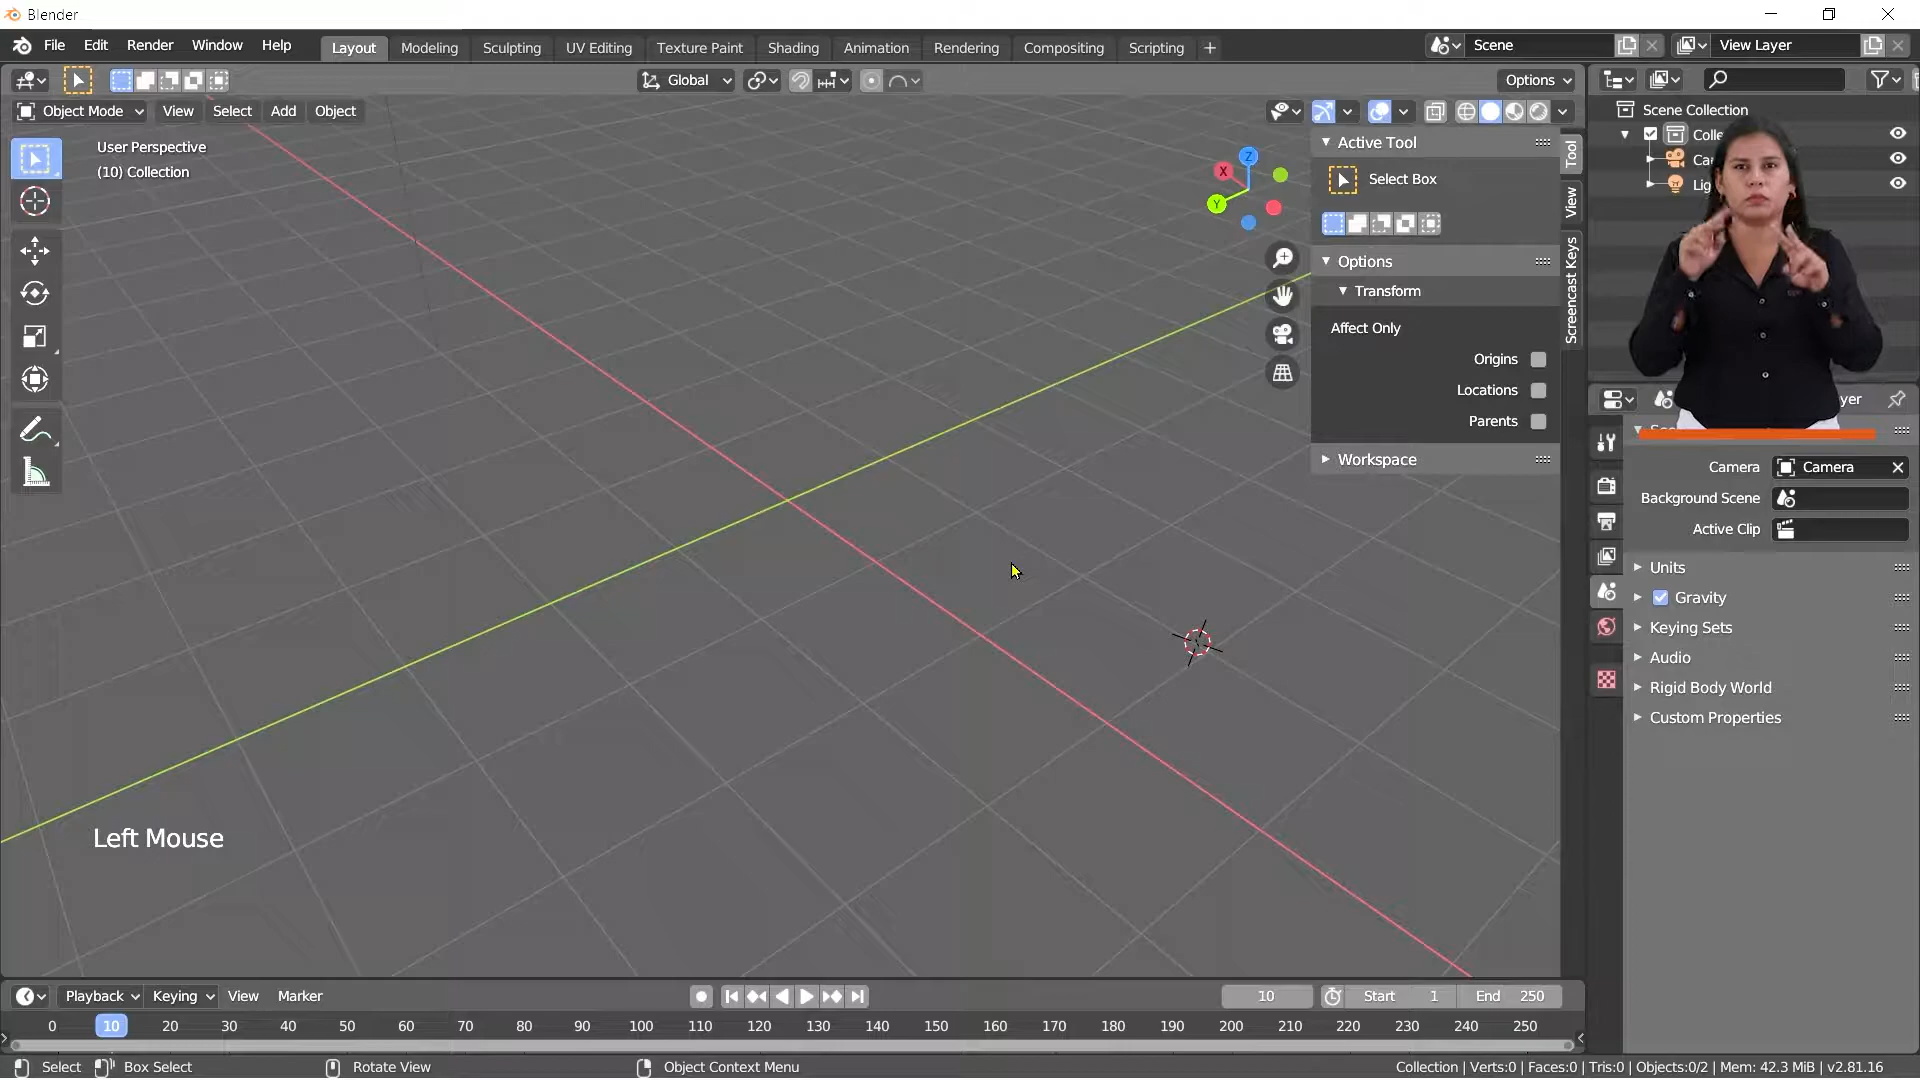 Blender
File Edit Render Window Help Layout Modeling Sculpting UV Editing Texture Paint Shading Animation Rendering Compositing Scripting Scene View Layer
Global Options
Object Mode View Select Add Object
User Perspective
(10) Collection
X Y Z
Active Tool
Select Box
Options
Transform
Affect Only
Origins
Locations
Parents
Workspace
Tool
View
Screencast Keys
Scene Collection
Camera Camera
Background Scene
Active Clip
Units
Gravity
Keying Sets
Audio
Rigid Body World
Custom Properties
Left Mouse
Playback Keying View Marker 10 Start 1 End 250
0 10 20 30 40 50 60 70 80 90 100 110 120 130 140 150 160 170 180 190 200 210 220 230 240 250
Select Box Select Rotate View Object Context Menu Collection | Verts:0 | Faces:0 | Tris:0 | Objects:0/2 | Mem: 42.3 MiB | v2.81.16